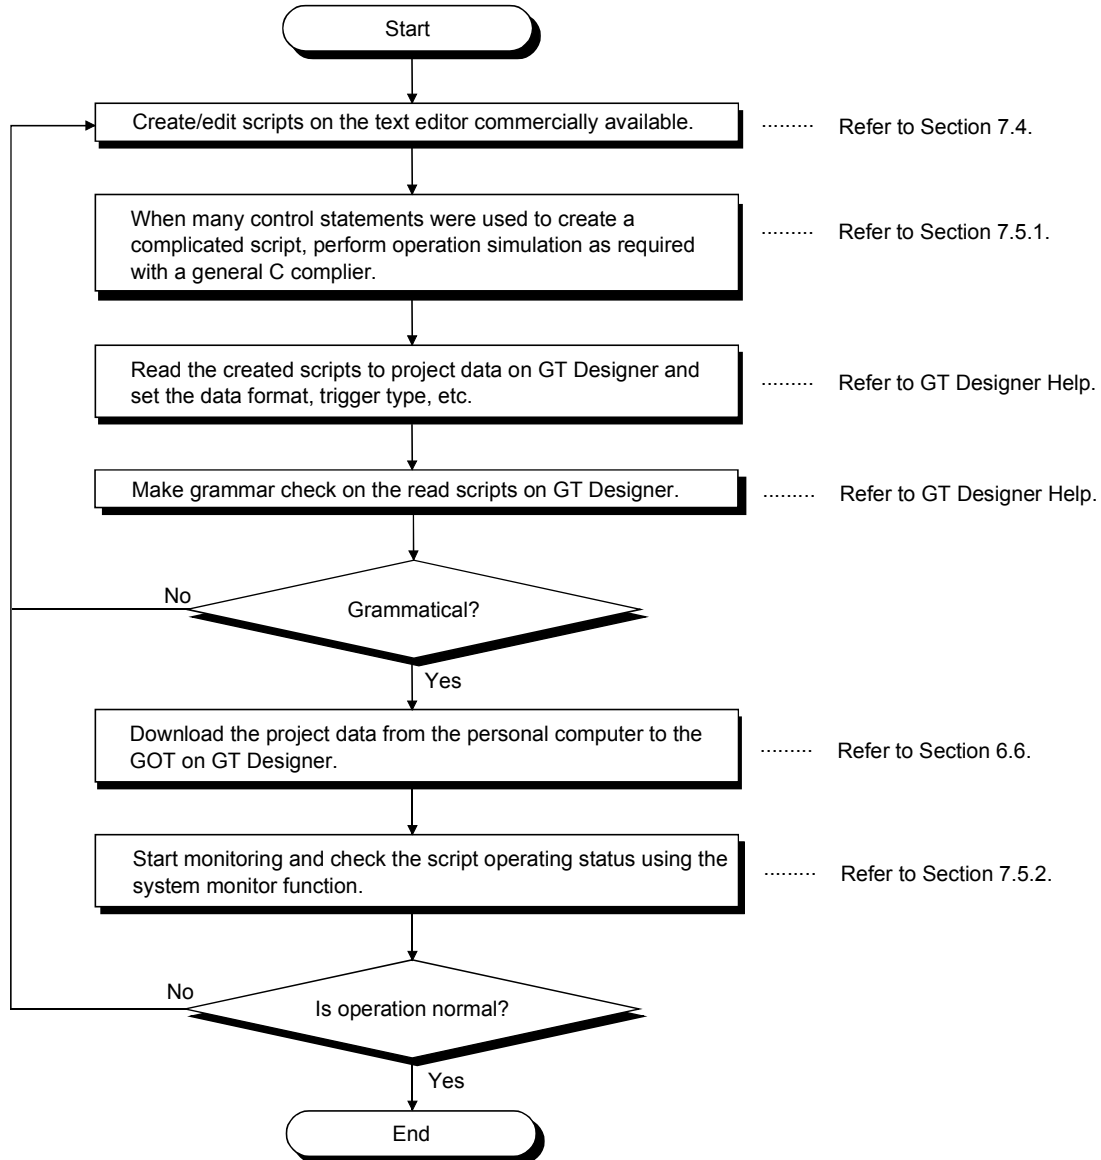 Start
Create/edit scripts on the text editor commercially available.
......... Refer to Section 7.4.
When many control statements were used to create a
complicated script, perform operation simulation as required
with a general C complier.
......... Refer to Section 7.5.1.
Read the created scripts to project data on GT Designer and
set the data format, trigger type, etc.
......... Refer to GT Designer Help.
Make grammar check on the read scripts on GT Designer.
......... Refer to GT Designer Help.
No
Grammatical?
Yes
Download the project data from the personal computer to the
GOT on GT Designer.
......... Refer to Section 6.6.
Start monitoring and check the script operating status using the
system monitor function.
......... Refer to Section 7.5.2.
No
Is operation normal?
Yes
End